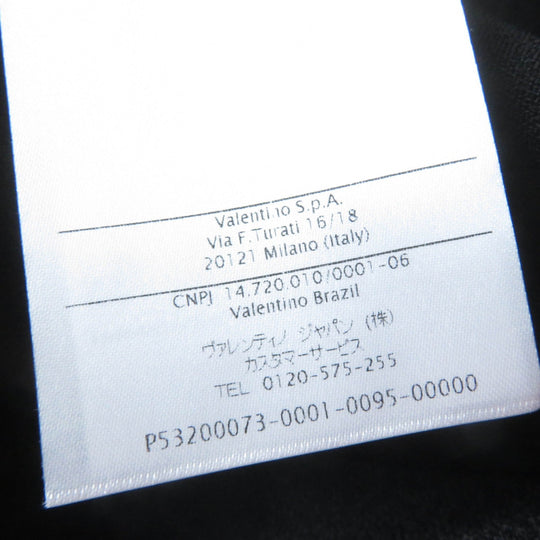 Valentino S.p.A.
Via F.Turati 16/18
20121 Milano (Italy)
CNPJ 14.720.010/0001-06
Valentino Brazil
ヴァレンティノ ジャパン (株)
カスタマーサービス
TEL 0120-575-255
P53200073-0001-0095-00000